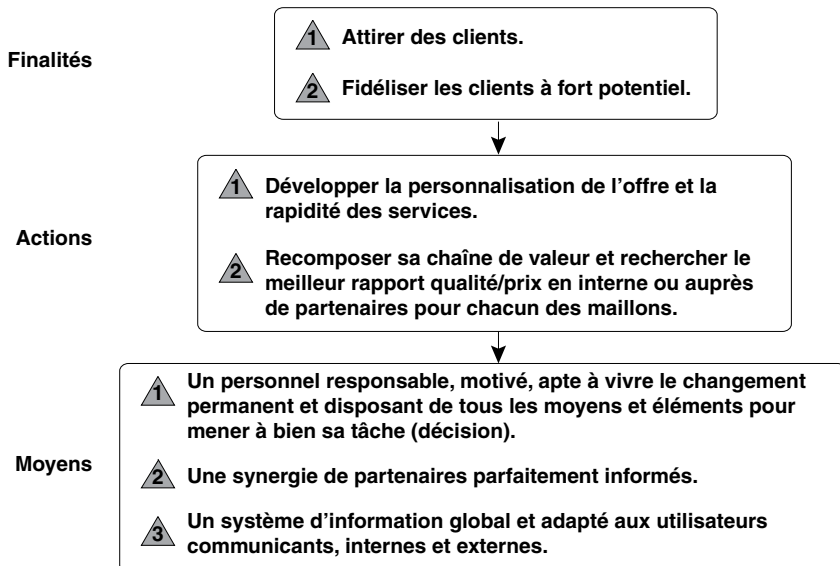 Finalités
1 Attirer des clients.
2 Fidéliser les clients à fort potentiel.
Actions
1 Développer la personnalisation de l’offre et la
rapidité des services.
2 Recomposer sa chaîne de valeur et rechercher le
meilleur rapport qualité/prix en interne ou auprès
de partenaires pour chacun des maillons.
Moyens
1 Un personnel responsable, motivé, apte à vivre le changement
permanent et disposant de tous les moyens et éléments pour
mener à bien sa tâche (décision).
2 Une synergie de partenaires parfaitement informés.
3 Un système d’information global et adapté aux utilisateurs
communicants, internes et externes.